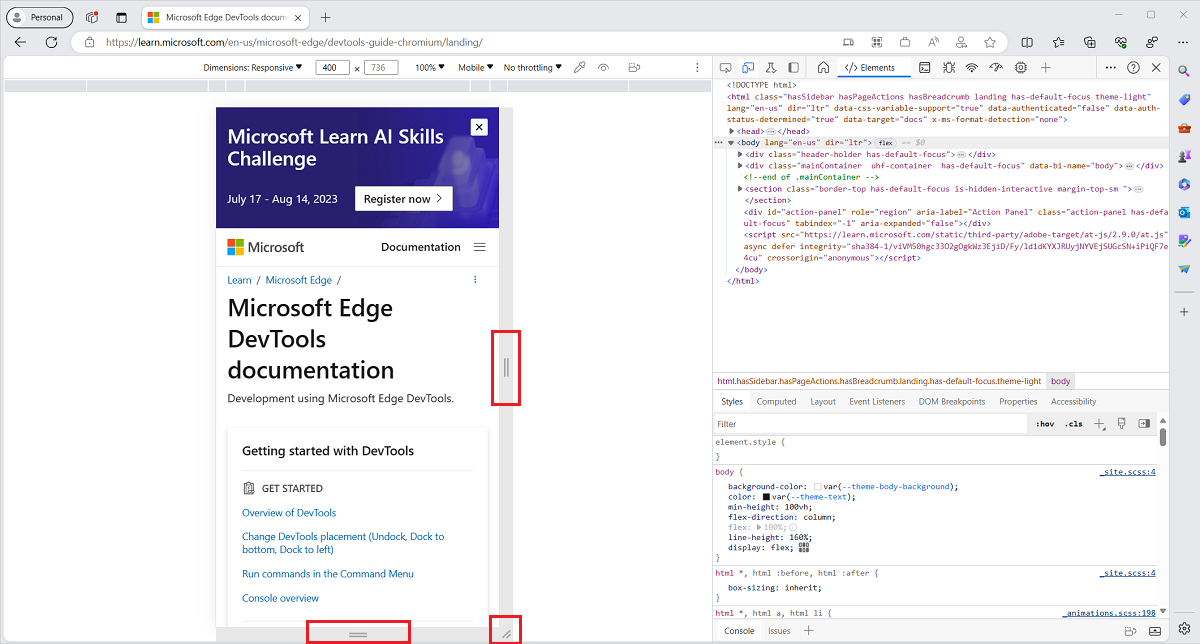 Personal
Microsoft Edge DevTools docum
https://learn.microsoft.com/en-us/microsoft-edge/devtools-guide-chromium/landing/
Dimensions: Responsive 400 × 736 100% Mobile No throttling
Elements
Microsoft Learn AI Skills
Challenge
July 17 - Aug 14, 2023
Register now
Microsoft
Documentation
Learn / Microsoft Edge /
Microsoft Edge
DevTools
documentation
Development using Microsoft Edge DevTools.
Getting started with DevTools
GET STARTED
Overview of DevTools
Change DevTools placement (Undock, Dock to
bottom, Dock to left)
Run commands in the Command Menu
Console overview
<!DOCTYPE html>
<html class="hasSidebar hasPageActions hasBreadcrumb landing has-default-focus theme-light"
lang="en-us" dir="ltr" data-css-variable-support="true" data-authenticated="false" data-auth-
status-determined="true" data-target="docs" x-ms-format-detection="none">
<head> … </head>
<body lang="en-us" dir="ltr"> flex == $0
<div class="header-holder has-default-focus"> … </div>
<div class="mainContainer uhf-container has-default-focus" data-bi-name="body"> … </div>
<!--end of .mainContainer -->
<section class="border-top has-default-focus is-hidden-interactive margin-top-sm "> …
</section>
<div id="action-panel" role="region" aria-label="Action Panel" class="action-panel has-defa
ult-focus" tabindex="-1" aria-expanded="false"></div>
<script src="https://learn.microsoft.com/static/third-party/adobe-target/at-js/2.9.0/at.js"
async defer integrity="sha384-1/viVM50hgc33O2gOgkWz3EjiD/Fy/ld1dKYXJRUyjNYVEjSUGcSN+iPiQF7e
4cu" crossorigin="anonymous"></script>
</body>
</html>
html.hasSidebar.hasPageActions.hasBreadcrumb.landing.has-default-focus.theme-light body
Styles Computed Layout Event Listeners DOM Breakpoints Properties Accessibility
Filter :hov .cls
element.style {
}
body { _site.scss:4
background-color: var(--theme-body-background);
color: var(--theme-text);
min-height: 100vh;
flex-direction: column;
flex: 100%;
line-height: 160%;
display: flex;
}
html *, html :before, html :after { _site.scss:4
box-sizing: inherit;
}
html *, html a, html li { _animations.scss:198
Console Issues